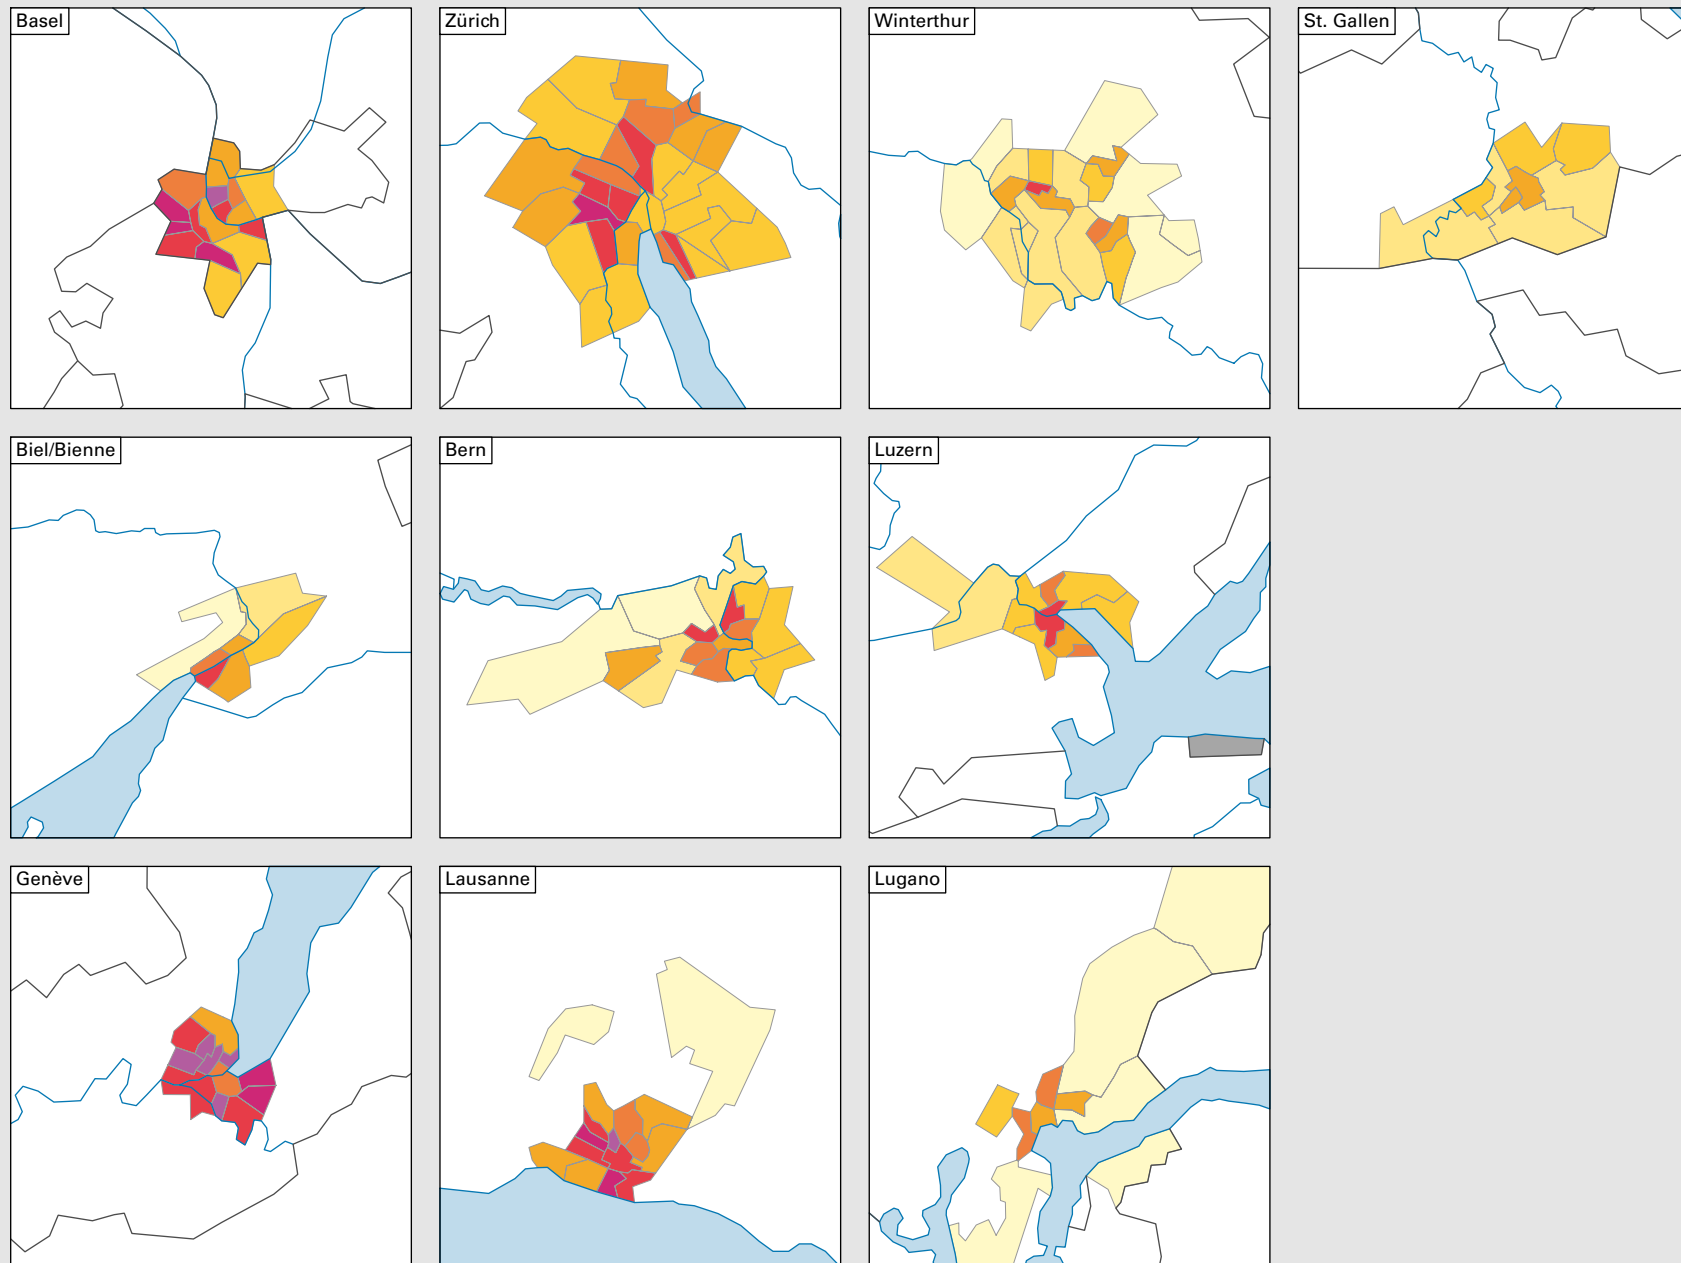 Basel
Zürich
Winterthur
St. Gallen
Biel/Bienne
Bern
Luzern
Genève
Lausanne
Lugano